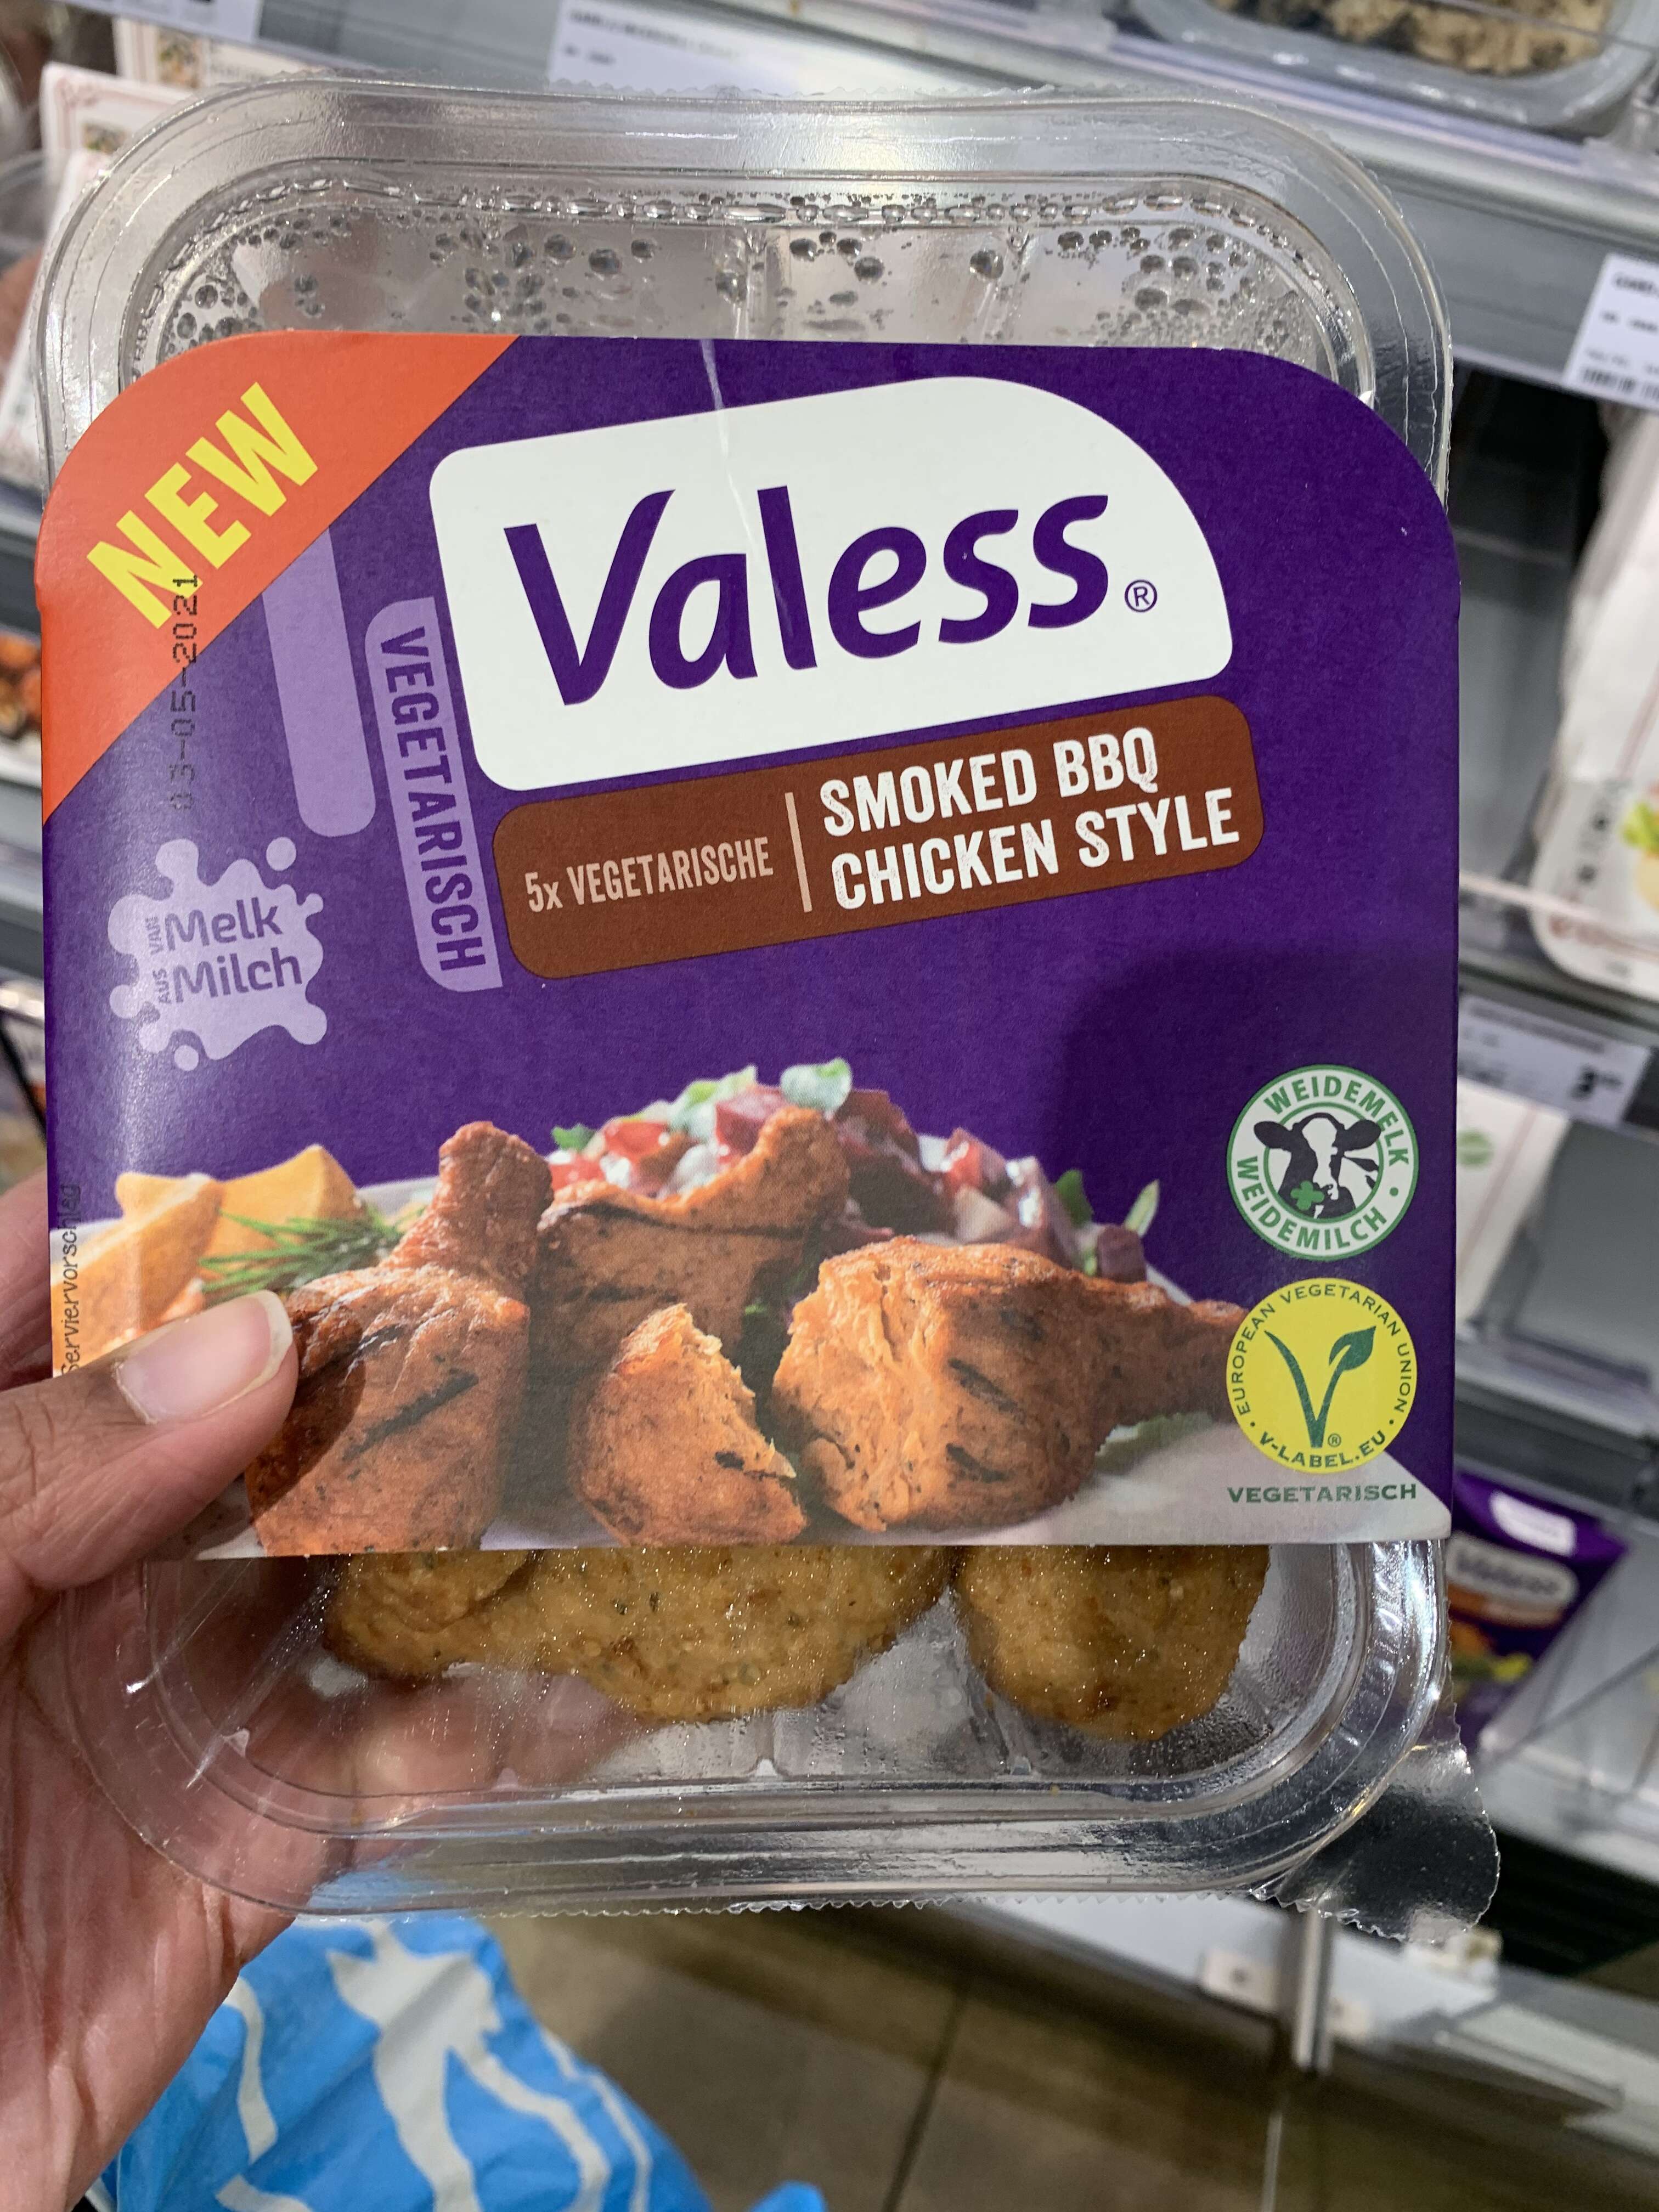 NEW
03-05-2021
Valess®
VEGETARISCH
5x VEGETARISCHE
SMOKED BBQ
CHICKEN STYLE
VAN Melk
AUS Milch
WEIDEMELK
WEIDEMILCH
EUROPEAN VEGETARIAN UNION
V-LABEL.EU ®
VEGETARISCH
Serviervorschlag